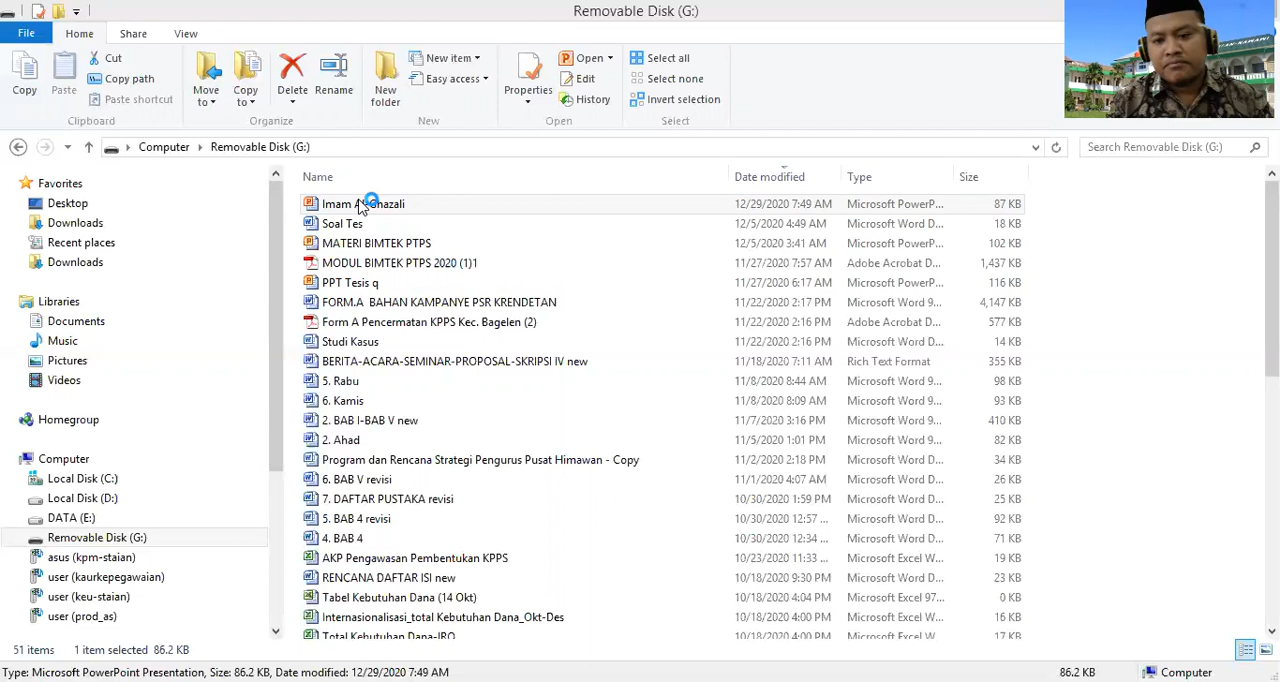 Removable Disk (G:)
File Home Share View
Copy
Paste
Cut
Copy path
Paste shortcut
Clipboard
Move to
Copy to
Delete
Rename
Organize
New folder
New item
Easy access
New
Properties
Open
Edit
History
Open
Select all
Select none
Invert selection
Select
Computer Removable Disk (G:)
Search Removable Disk (G:)
Favorites
Desktop
Downloads
Recent places
Downloads
Libraries
Documents
Music
Pictures
Videos
Homegroup
Computer
Local Disk (C:)
Local Disk (D:)
DATA (E:)
Removable Disk (G:)
asus (kpm-staian)
user (kaurkepegawaian)
user (keu-staian)
user (prod_as)
Name Date modified Type Size
Imam Ghazali 12/29/2020 7:49 AM Microsoft PowerP... 87 KB
Soal Tes 12/5/2020 4:49 AM Microsoft Word D... 18 KB
MATERI BIMTEK PTPS 12/5/2020 3:41 AM Microsoft PowerP... 102 KB
MODUL BIMTEK PTPS 2020 (1)1 11/27/2020 7:57 AM Adobe Acrobat D... 1,437 KB
PPT Tesis q 11/27/2020 6:17 AM Microsoft PowerP... 116 KB
FORM.A BAHAN KAMPANYE PSR KRENDETAN 11/22/2020 2:17 PM Microsoft Word 9... 4,147 KB
Form A Pencermatan KPPS Kec. Bagelen (2) 11/22/2020 2:16 PM Adobe Acrobat D... 577 KB
Studi Kasus 11/22/2020 2:16 PM Microsoft Word D... 14 KB
BERITA-ACARA-SEMINAR-PROPOSAL-SKRIPSI IV new 11/18/2020 7:11 AM Rich Text Format 355 KB
5. Rabu 11/8/2020 8:44 AM Microsoft Word 9... 98 KB
6. Kamis 11/8/2020 8:09 AM Microsoft Word 9... 93 KB
2. BAB I-BAB V new 11/7/2020 3:16 PM Microsoft Word 9... 410 KB
2. Ahad 11/5/2020 1:01 PM Microsoft Word 9... 82 KB
Program dan Rencana Strategi Pengurus Pusat Himawan - Copy 11/2/2020 2:18 PM Microsoft Word D... 34 KB
6. BAB V revisi 11/1/2020 4:07 AM Microsoft Word D... 26 KB
7. DAFTAR PUSTAKA revisi 10/30/2020 1:59 PM Microsoft Word D... 25 KB
5. BAB 4 revisi 10/30/2020 12:57 ... Microsoft Word D... 92 KB
4. BAB 4 10/30/2020 12:34 ... Microsoft Word D... 71 KB
AKP Pengawasan Pembentukan KPPS 10/23/2020 11:33 ... Microsoft Excel W... 19 KB
RENCANA DAFTAR ISI new 10/18/2020 9:30 PM Microsoft Word D... 23 KB
Tabel Kebutuhan Dana (14 Okt) 10/18/2020 4:04 PM Microsoft Excel 97... 0 KB
Internasionalisasi_total Kebutuhan Dana_Okt-Des 10/18/2020 4:00 PM Microsoft Excel W... 16 KB
Total Kebutuhan Dana-IRO 10/18/2020 4:00 PM Microsoft Excel W... 17 KB
51 items 1 item selected 86.2 KB
Type: Microsoft PowerPoint Presentation, Size: 86.2 KB, Date modified: 12/29/2020 7:49 AM 86.2 KB Computer